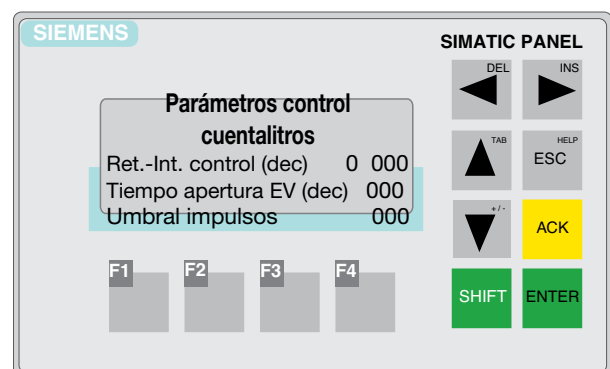 SIEMENS
SIMATIC PANEL
DEL
INS
Parámetros control
cuentalitros
Ret.-Int. control (dec) 0 000
Tiempo apertura EV (dec) 000
Umbral impulsos 000
TAB
HELP
ESC
+/-
ACK
F1 F2 F3 F4
SHIFT ENTER